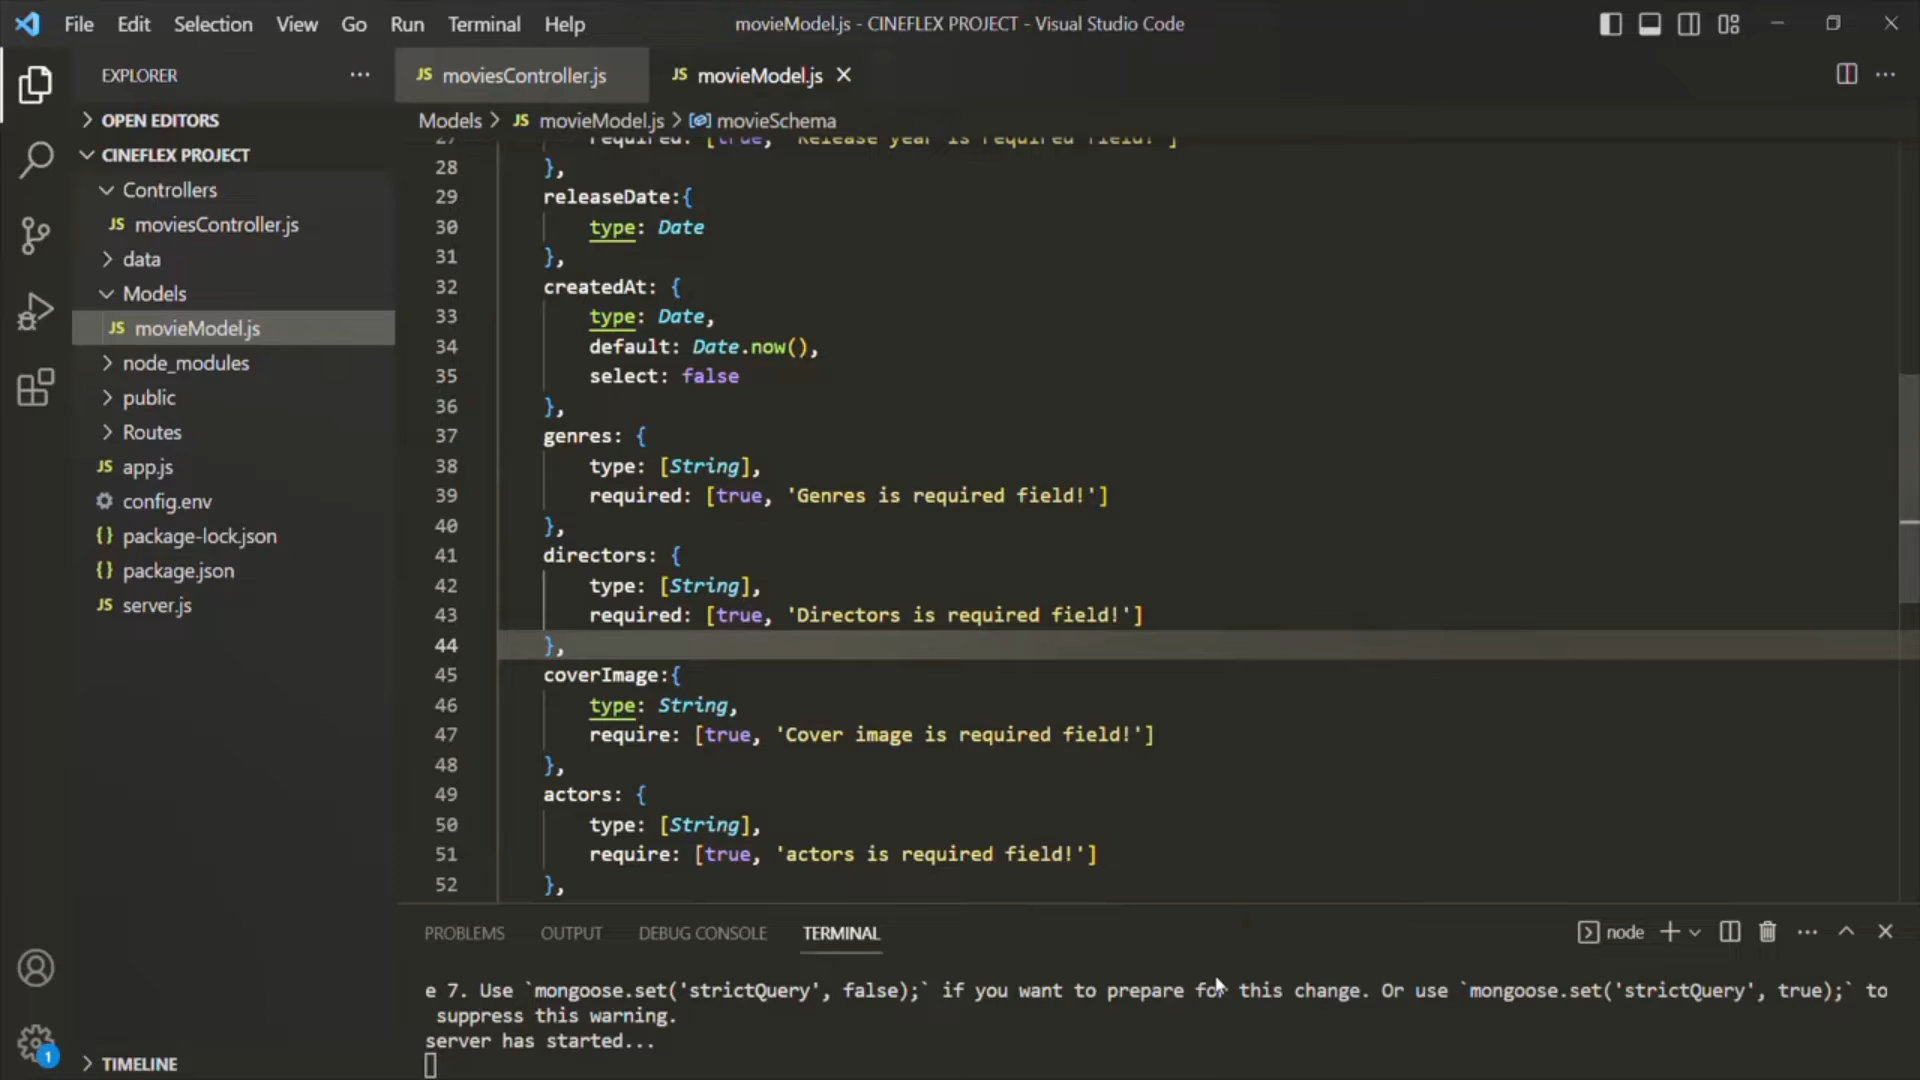 File Edit Selection View Go Run Terminal Help
movieModel.js - CINEFLEX PROJECT - Visual Studio Code
EXPLORER
OPEN EDITORS
CINEFLEX PROJECT
Controllers
JS moviesController.js
data
Models
JS movieModel.js
node_modules
public
Routes
JS app.js
config.env
{} package-lock.json
{} package.json
JS server.js
TIMELINE
1
JS moviesController.js
JS movieModel.js
Models > JS movieModel.js > movieSchema
27 required: [true, 'Release year is required field!']
28 },
29 releaseDate:{
30 type: Date
31 },
32 createdAt: {
33 type: Date,
34 default: Date.now(),
35 select: false
36 },
37 genres: {
38 type: [String],
39 required: [true, 'Genres is required field!']
40 },
41 directors: {
42 type: [String],
43 required: [true, 'Directors is required field!']
44 },
45 coverImage:{
46 type: String,
47 require: [true, 'Cover image is required field!']
48 },
49 actors: {
50 type: [String],
51 require: [true, 'actors is required field!']
52 },
PROBLEMS OUTPUT DEBUG CONSOLE TERMINAL
node
e 7. Use `mongoose.set('strictQuery', false);` if you want to prepare for this change. Or use `mongoose.set('strictQuery', true);` to
suppress this warning.
server has started...